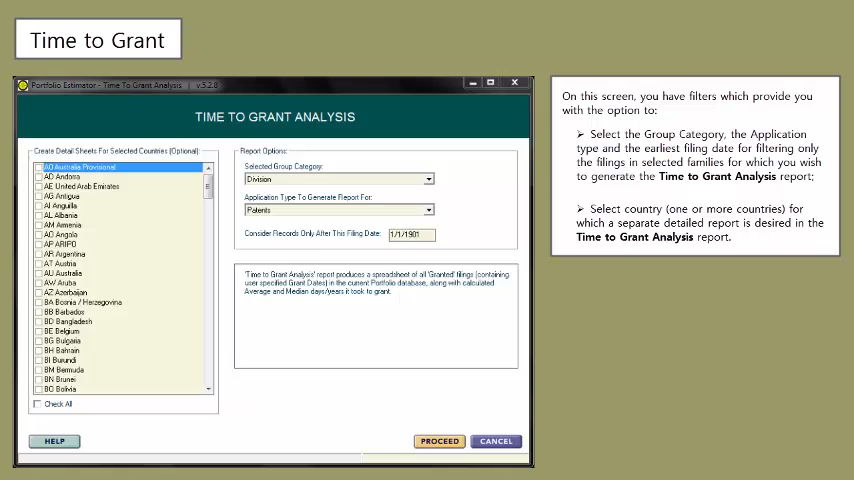 Time to Grant
Portfolio Estimator - Time To Grant Analysis | v.5.2.8
TIME TO GRANT ANALYSIS
Create Detail Sheets For Selected Countries (Optional):
AO Australia Provisional
AD Andorra
AE United Arab Emirates
AG Antigua
AI Anguilla
AL Albania
AM Armenia
AO Angola
AP ARIPO
AR Argentina
AT Austria
AU Australia
AW Aruba
AZ Azerbaijan
BA Bosnia / Herzegovina
BB Barbados
BD Bangladesh
BE Belgium
BG Bulgaria
BH Bahrain
BI Burundi
BM Bermuda
BN Brunei
BO Bolivia
Check All
Report Options:
Selected Group Category:
Division
Application Type To Generate Report For:
Patents
Consider Records Only After This Filing Date: 1/1/1901
'Time to Grant Analysis' report produces a spreadsheet of all 'Granted' filings (containing
user specified Grant Dates) in the current Portfolio database, along with calculated
Average and Median days/years it took to grant.
HELP
PROCEED
CANCEL
On this screen, you have filters which provide you
with the option to:
➢ Select the Group Category, the Application
type and the earliest filing date for filtering only
the filings in selected families for which you wish
to generate the Time to Grant Analysis report;
➢ Select country (one or more countries) for
which a separate detailed report is desired in the
Time to Grant Analysis report.